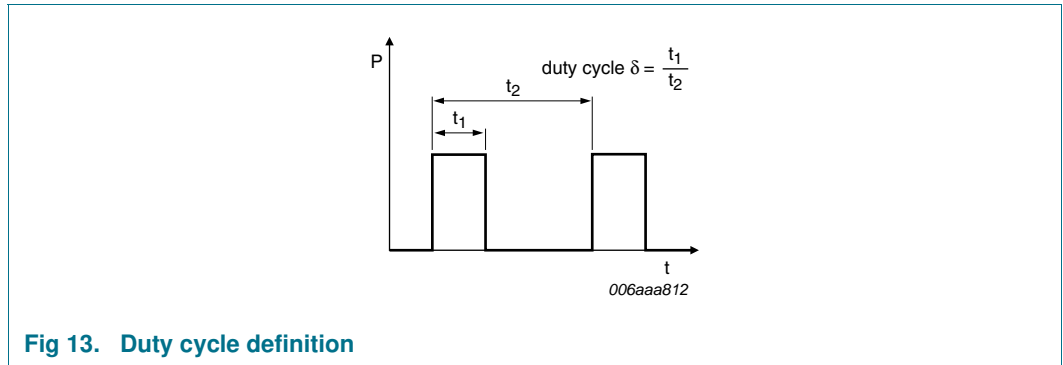 P
duty cycle δ = t1
t2
t2
t1
t
006aaa812
Fig 13. Duty cycle definition